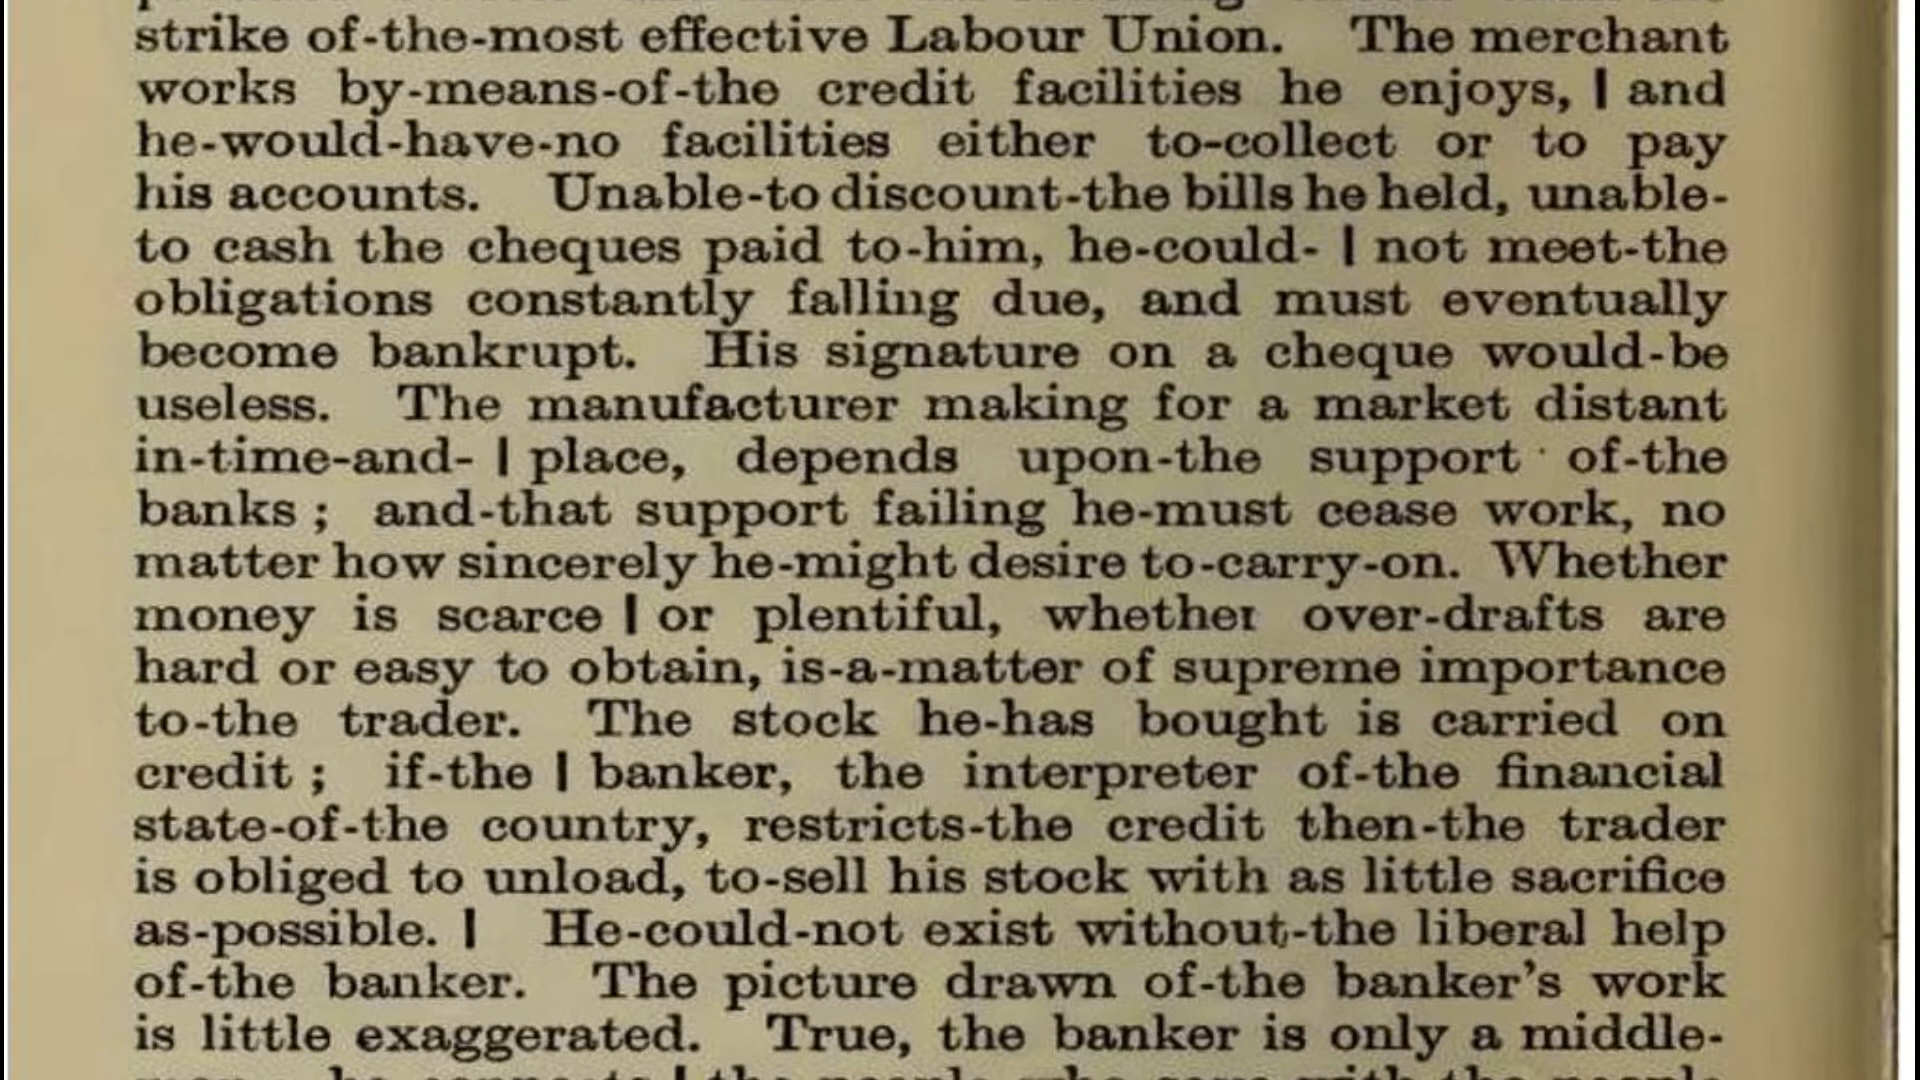 strike of-the-most effective Labour Union. The merchant
works by-means-of-the credit facilities he enjoys, | and
he-would-have-no facilities either to-collect or to pay
his accounts. Unable-to discount-the bills he held, unable-
to cash the cheques paid to-him, he-could- | not meet-the
obligations constantly falling due, and must eventually
become bankrupt. His signature on a cheque would-be
useless. The manufacturer making for a market distant
in-time-and- | place, depends upon-the support of-the
banks ; and-that support failing he-must cease work, no
matter how sincerely he-might desire to-carry-on. Whether
money is scarce | or plentiful, whether over-drafts are
hard or easy to obtain, is-a-matter of supreme importance
to-the trader. The stock he-has bought is carried on
credit ; if-the | banker, the interpreter of-the financial
state-of-the country, restricts-the credit then-the trader
is obliged to unload, to-sell his stock with as little sacrifice
as-possible. | He-could-not exist without-the liberal help
of-the banker. The picture drawn of-the banker's work
is little exaggerated. True, the banker is only a middle-
the people who save with the people